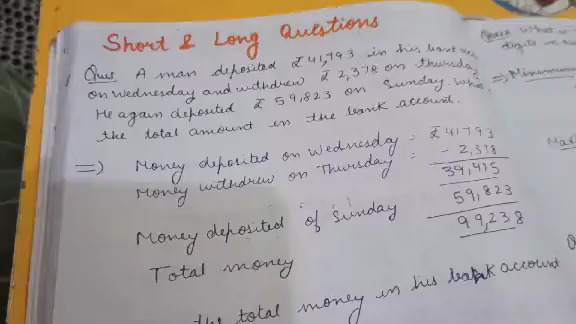 Short & Long Questions
Ques A man deposited ₹ 41,793 in his bank
on Wednesday and withdrew ₹ 2,378 on Thursday
He again deposited ₹ 59,823 on Sunday.
the total amount in the bank account.
=) Money deposited on Wednesday = ₹ 41793
Money withdrew on Thursday = - 2,378
39,415
Money deposited of Sunday 59,823
Total money 99,238
the total money in his bank account
=)